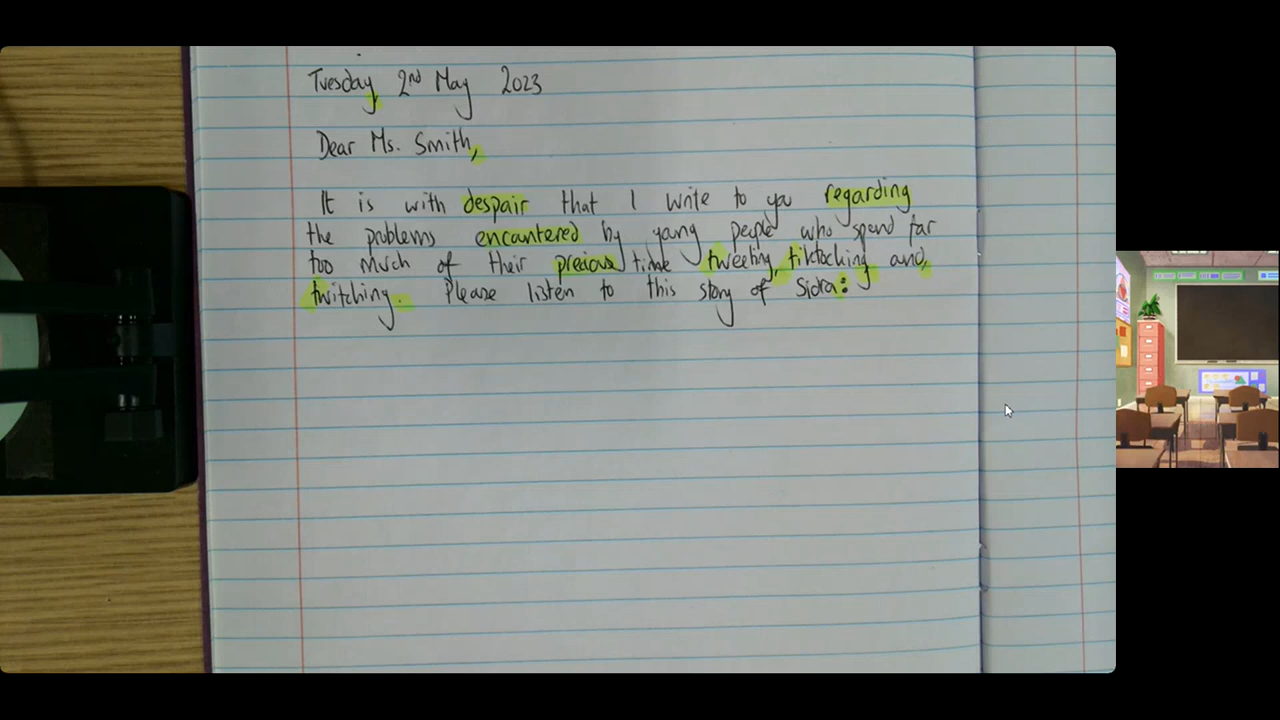 Tuesday, 2nd May 2023
Dear Ms. Smith,
It is with despair that I write to you regarding
the problems encantered by young people who spend far
too much of their precious time tweeting, tiktocking and,
twitching. Please listen to this story of Sidra: